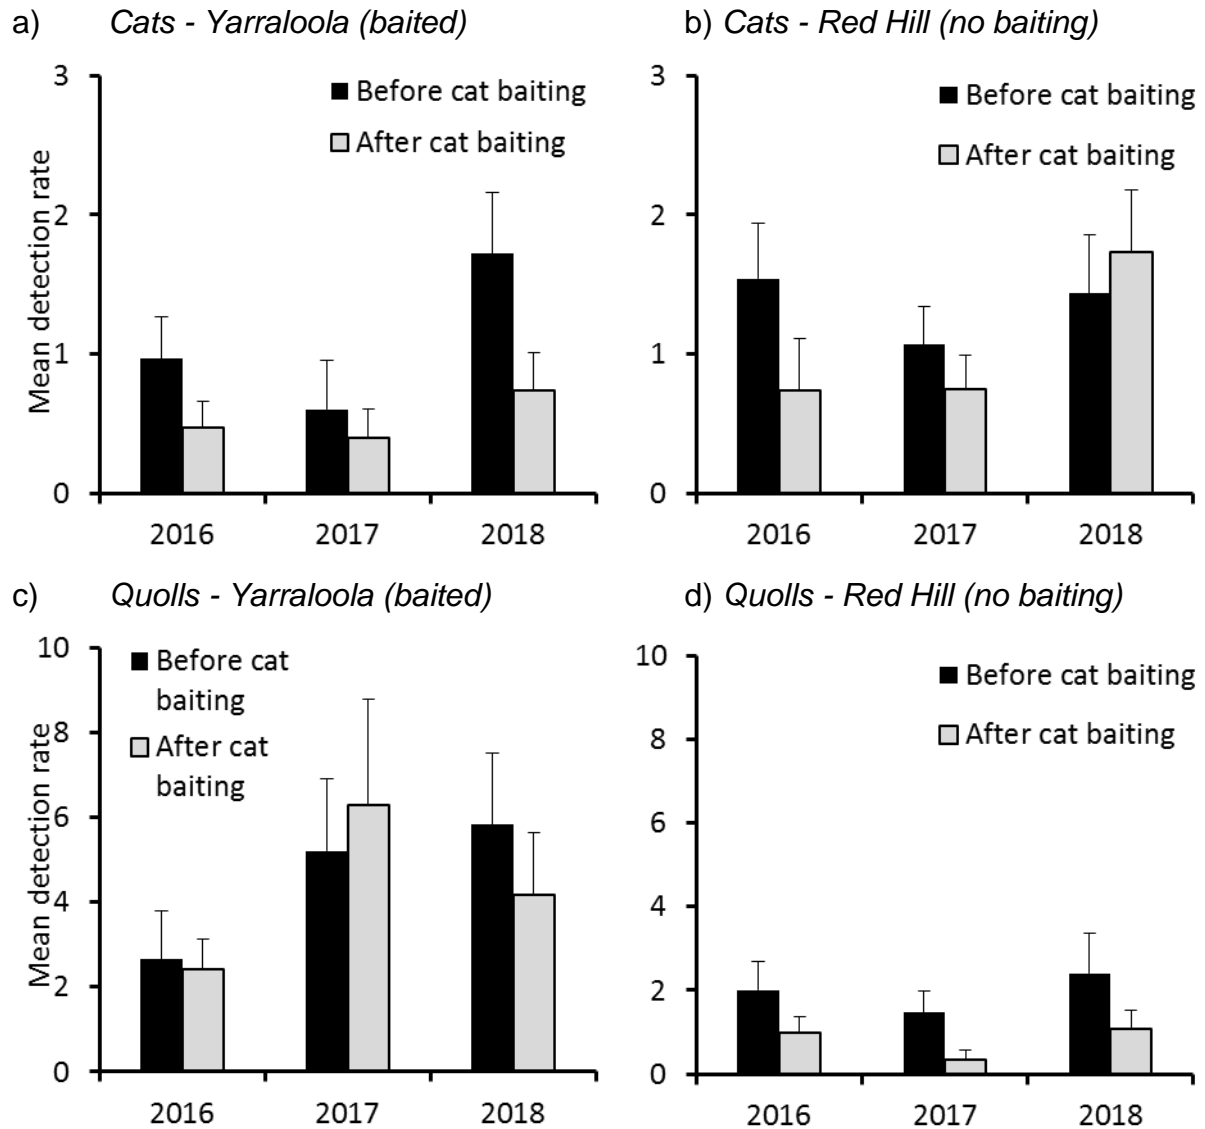 a) Cats - Yarraloola (baited)
Mean detection rate
3
2
1
0
Before cat baiting
After cat baiting
2016 2017 2018
b) Cats - Red Hill (no baiting)
3
2
1
0
Before cat baiting
After cat baiting
2016 2017 2018
c) Quolls - Yarraloola (baited)
Mean detection rate
10
8
6
4
2
0
Before cat
baiting
After cat
baiting
2016 2017 2018
d) Quolls - Red Hill (no baiting)
10
8
6
4
2
0
Before cat baiting
After cat baiting
2016 2017 2018